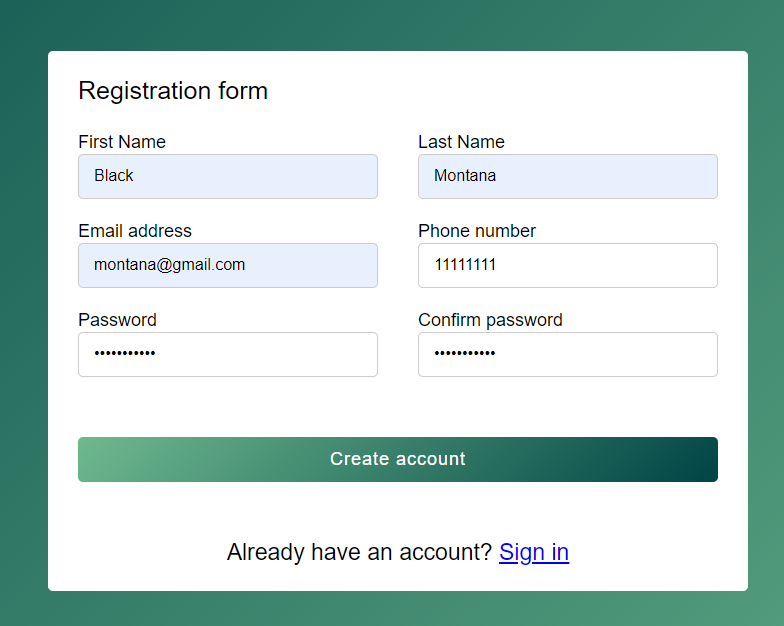 Registration form
First Name
Last Name
Black
Montana
Email address
Phone number
montana@gmail.com
11111111
Password
Confirm password
•••••••••••
•••••••••••
Create account
Already have an account? Sign in